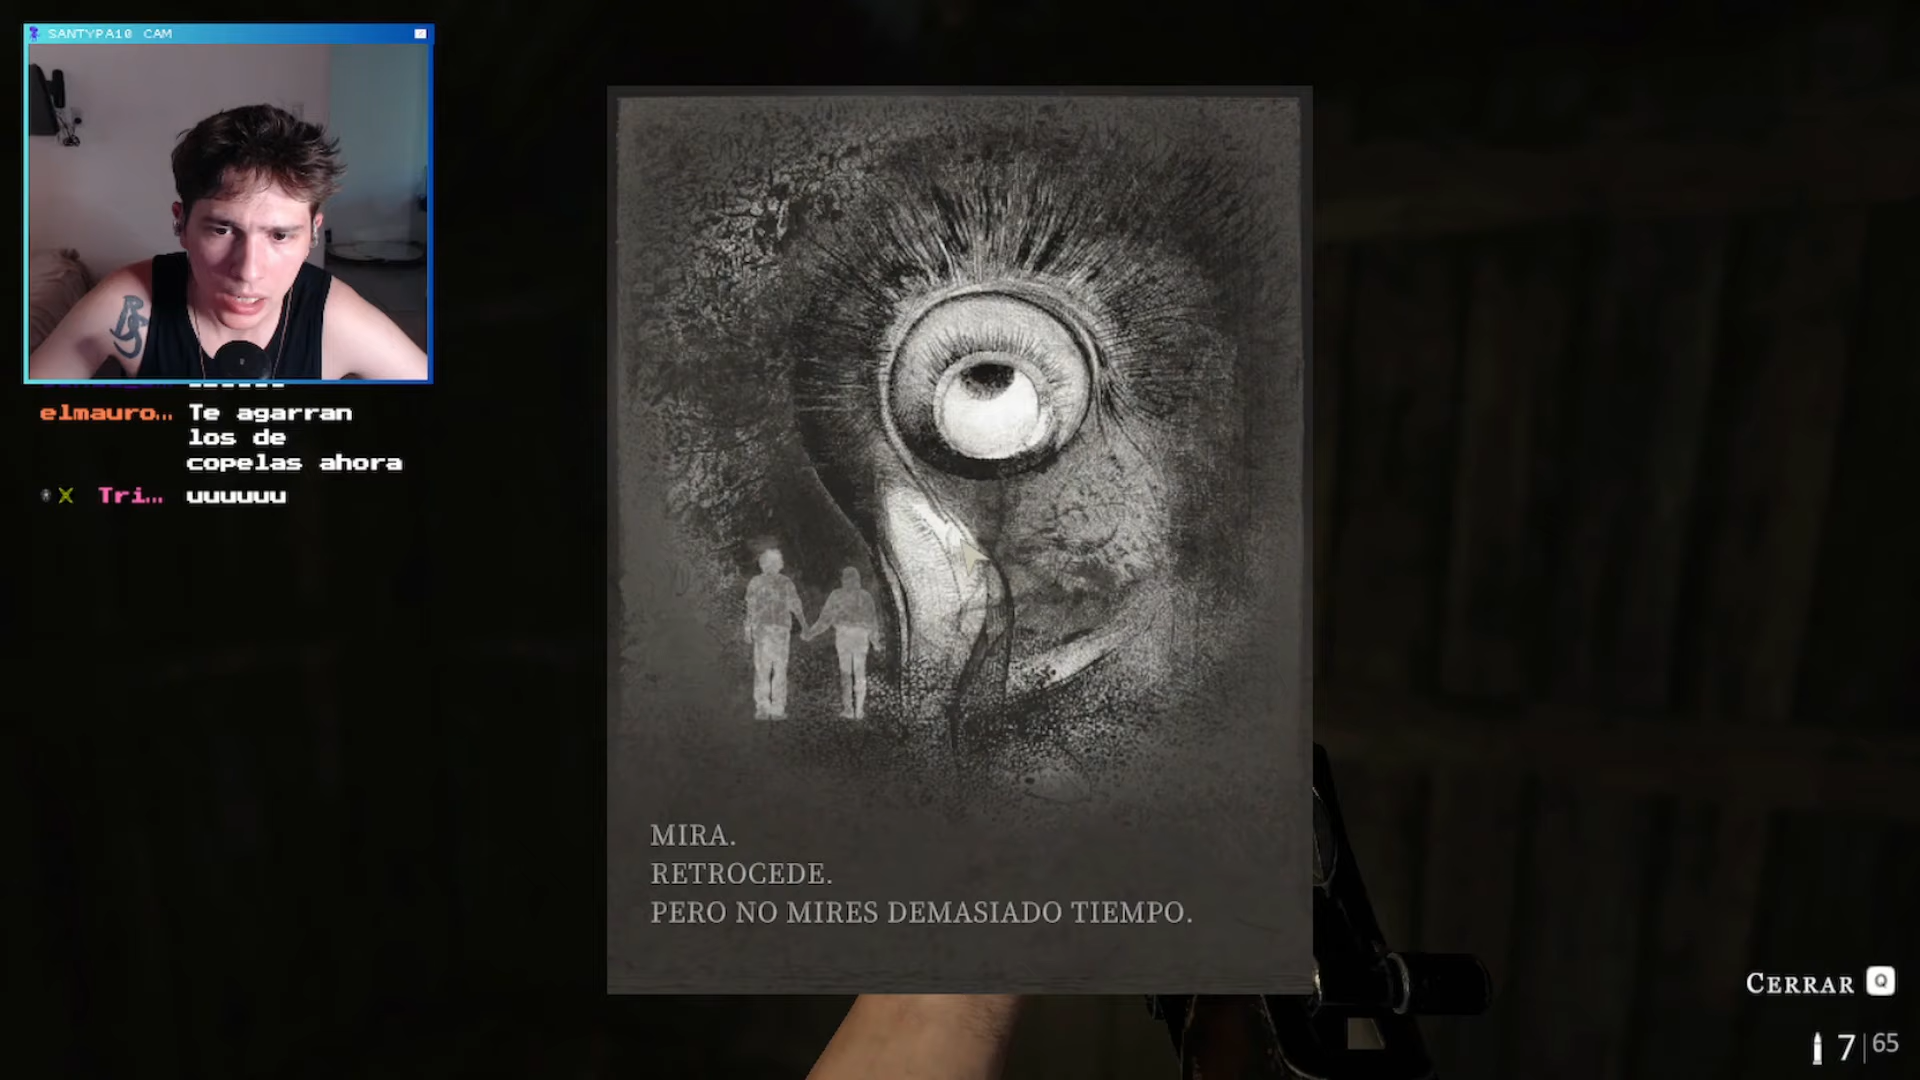 SANTYPA10 CAM
elmauro... Te agarran
los de
copelas ahora
Tri... uuuuuu
MIRA.
RETROCEDE.
PERO NO MIRES DEMASIADO TIEMPO.
CERRAR Q
7 | 65